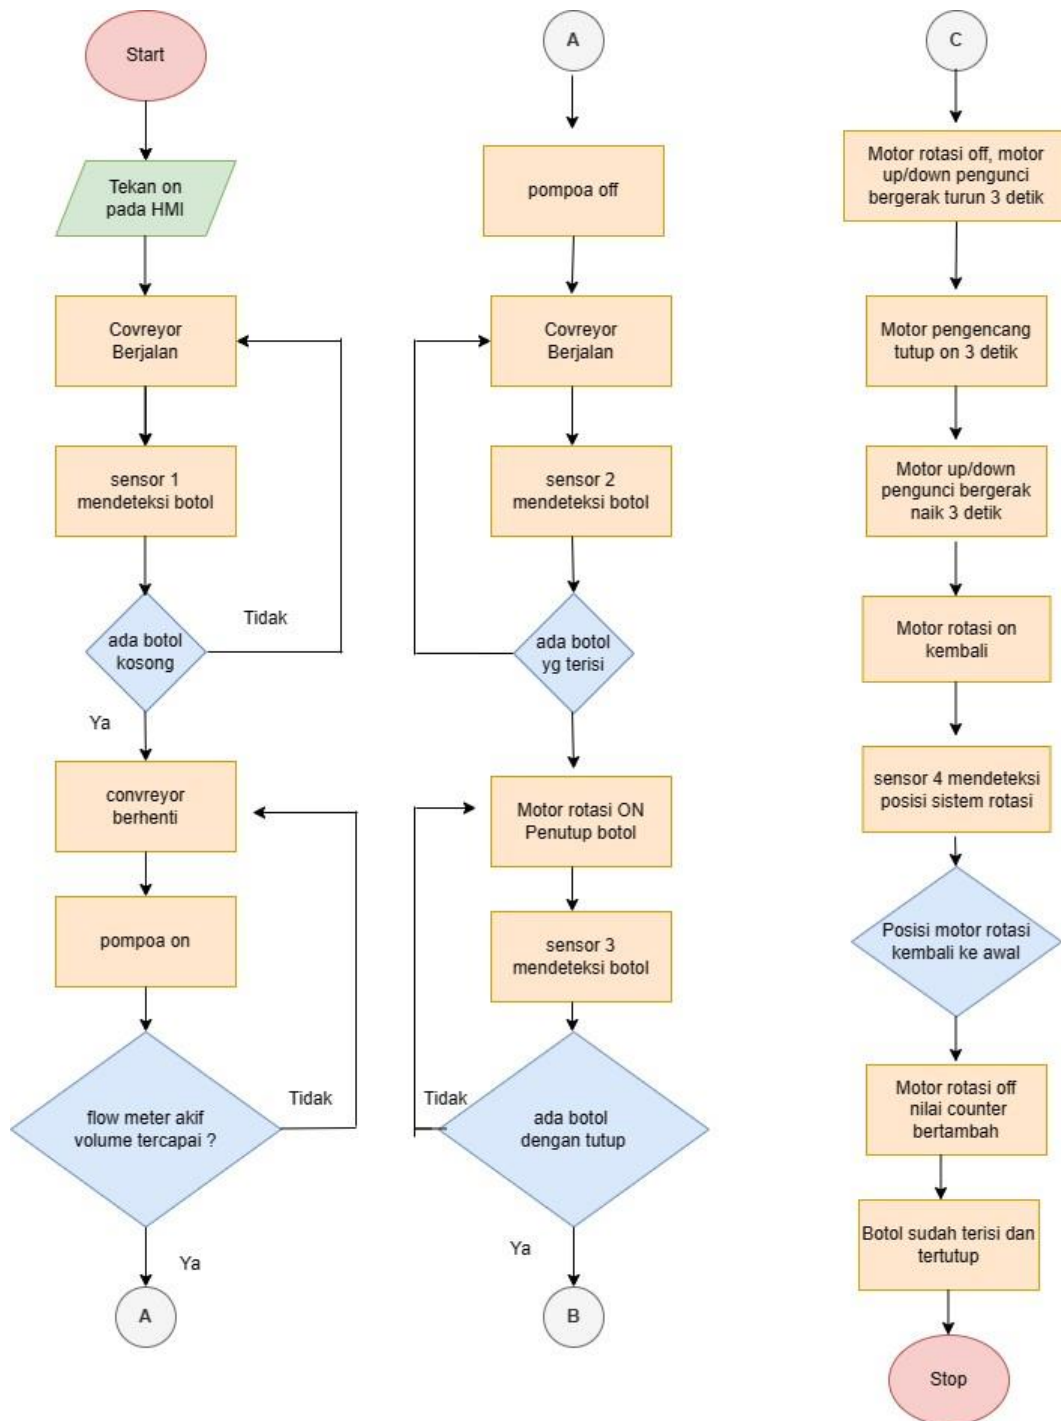 Start
Tekan on
pada HMI
Covreyor
Berjalan
sensor 1
mendeteksi botol
ada botol
kosong
Tidak
Ya
convreyor
berhenti
pompoa on
flow meter akif
volume tercapai ?
Tidak
Ya
A
A
pompoa off
Covreyor
Berjalan
sensor 2
mendeteksi botol
ada botol
yg terisi
Motor rotasi ON
Penutup botol
sensor 3
mendeteksi botol
Tidak
ada botol
dengan tutup
Ya
B
C
Motor rotasi off, motor
up/down pengunci
bergerak turun 3 detik
Motor pengencang
tutup on 3 detik
Motor up/down
pengunci bergerak
naik 3 detik
Motor rotasi on
kembali
sensor 4 mendeteksi
posisi sistem rotasi
Posisi motor rotasi
kembali ke awal
Motor rotasi off
nilai counter
bertambah
Botol sudah terisi dan
tertutup
Stop